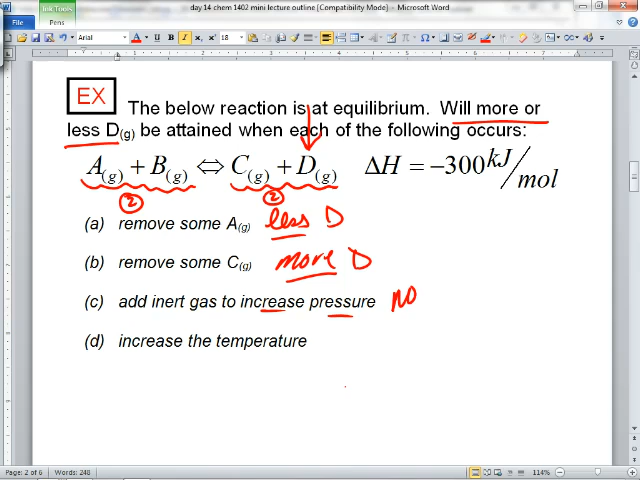 Ink Tools
day 14 chem 1402 mini lecture outline [Compatibility Mode] - Microsoft Word
File
Pens
Arial
18
EX
The below reaction is at equilibrium. Will more or
less D(g) be attained when each of the following occurs:
A(g) + B(g) ⇔ C(g) + D(g) ΔH = −300 kJ/mol
2 2
(a) remove some A(g) less D
(b) remove some C(g) more D
(c) add inert gas to increase pressure no
(d) increase the temperature
Page: 2 of 6 Words: 248 114%